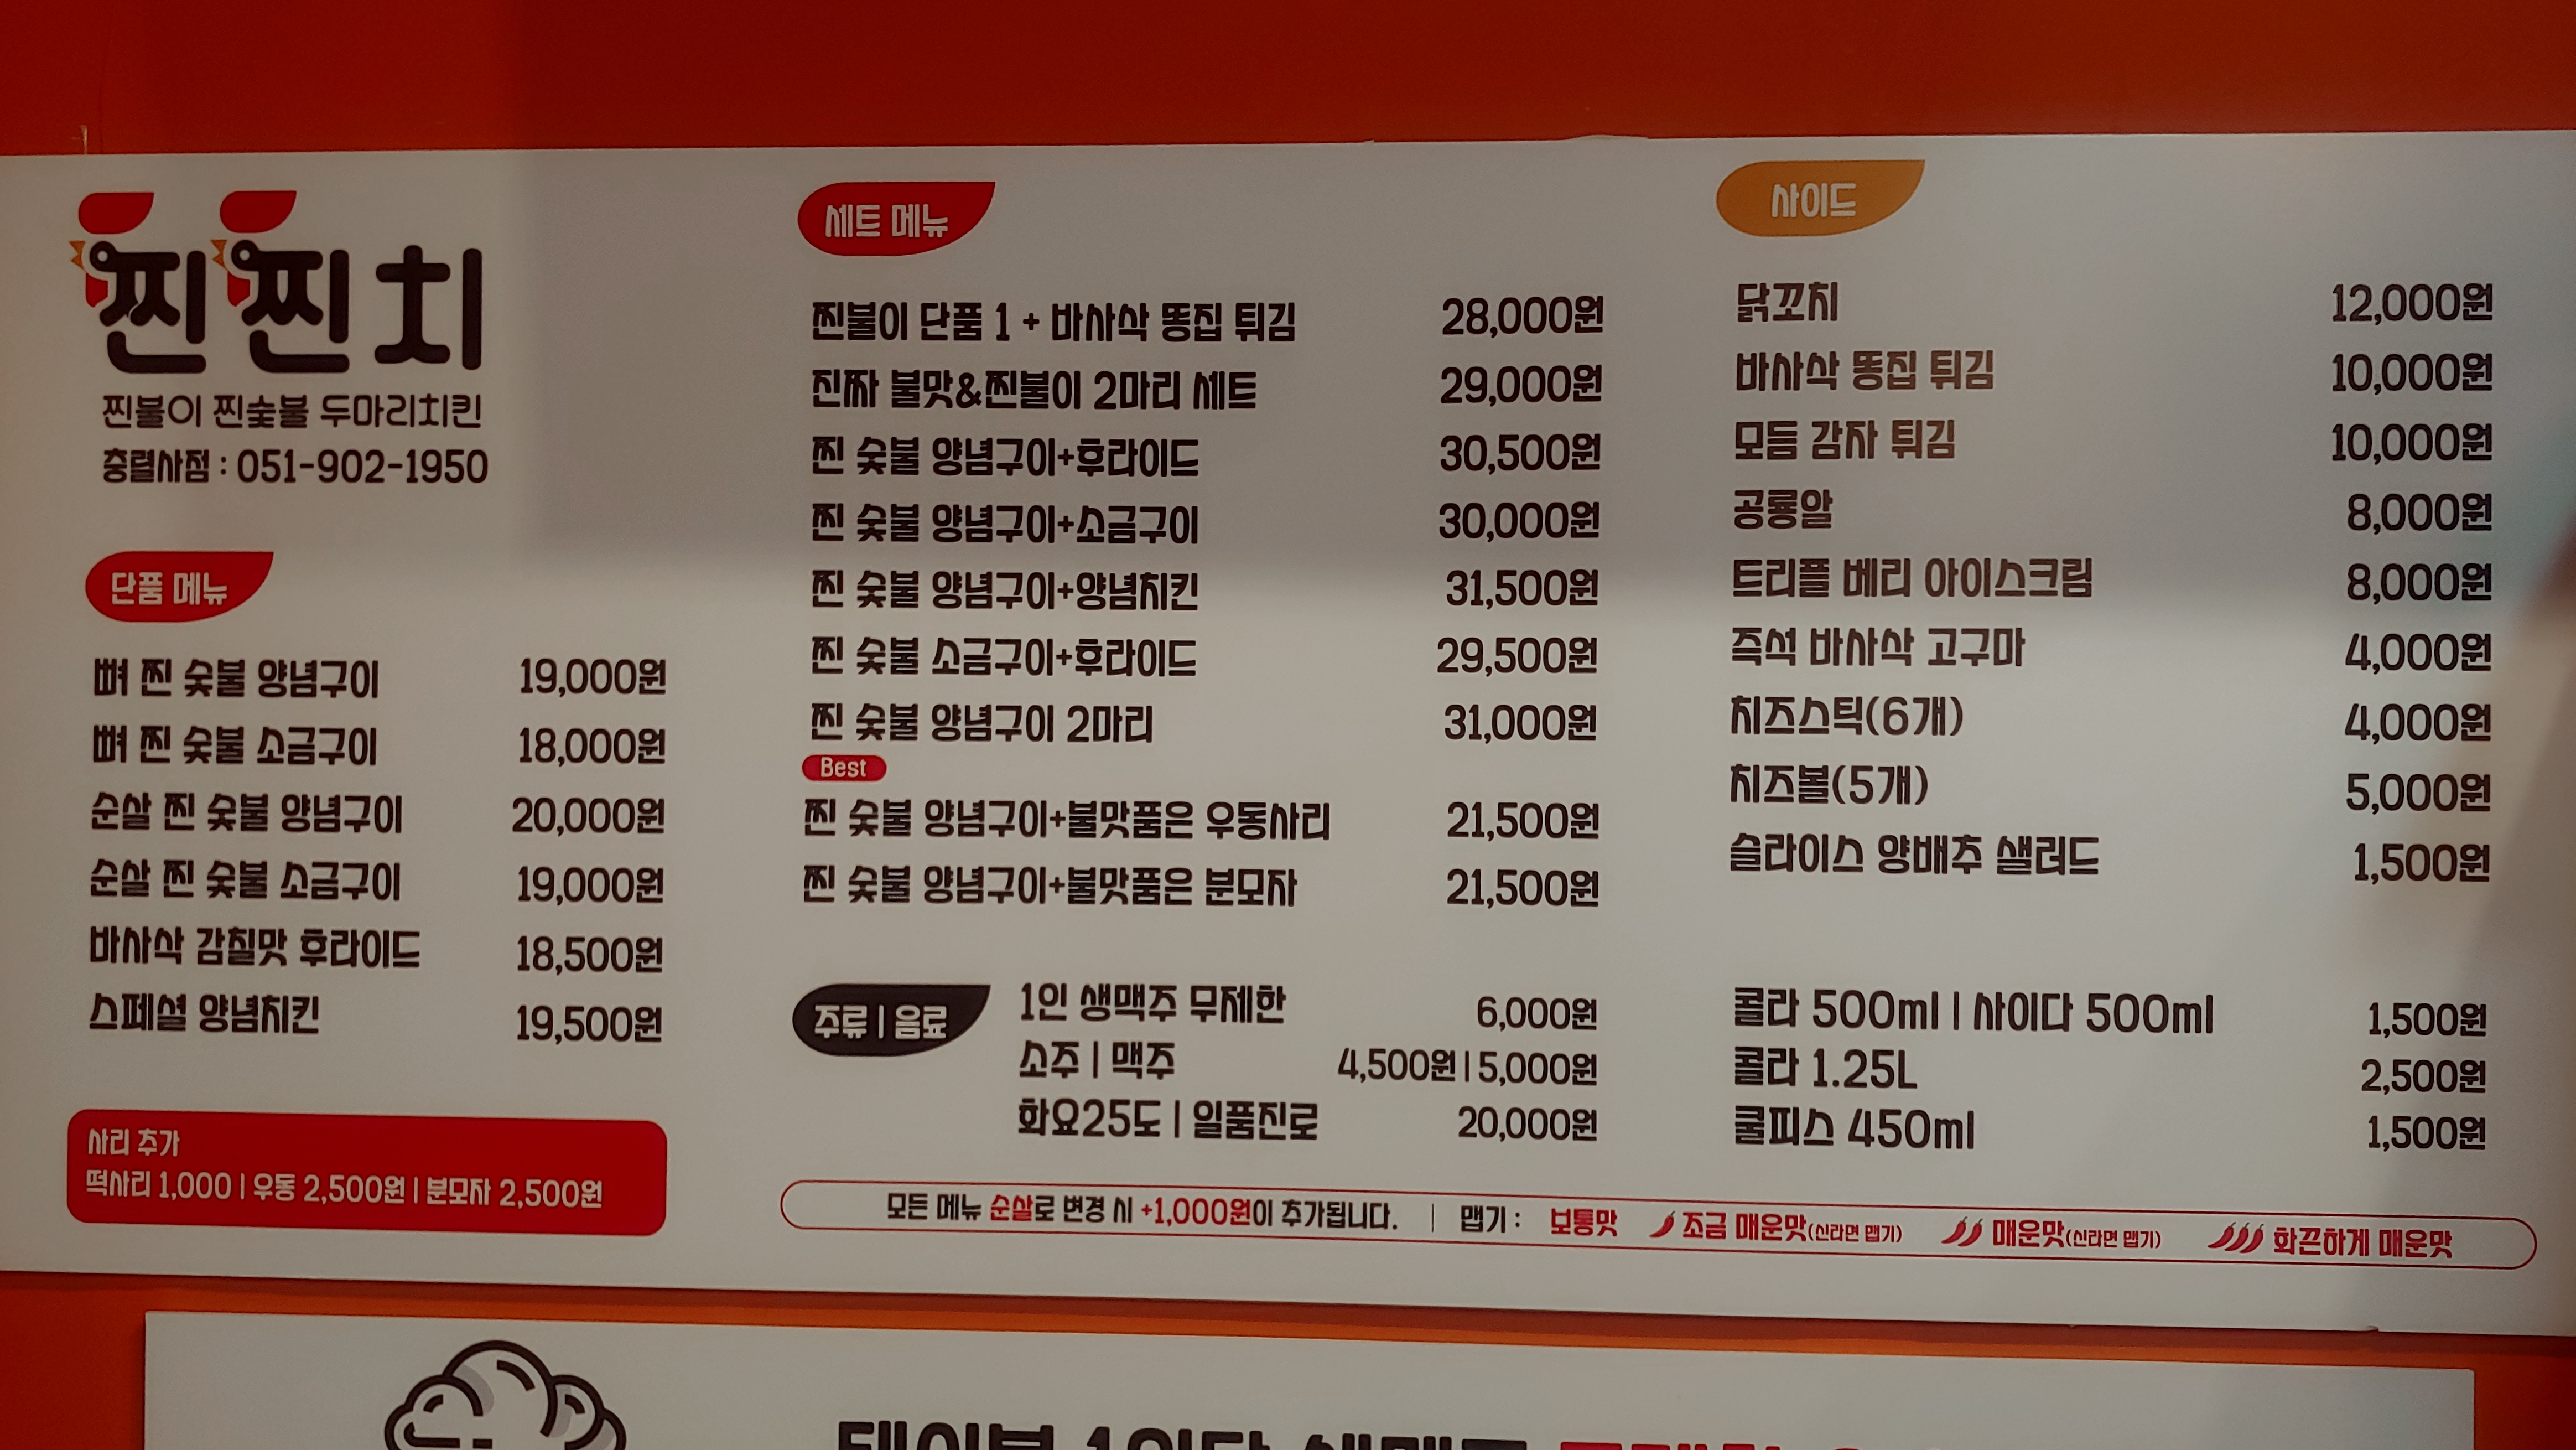 찐찐치
찐불이 찐숯불 두마리치킨
충렬사점 : 051-902-1950
단품 메뉴
뼈 찐 숯불 양념구이 19,000원
뼈 찐 숯불 소금구이 18,000원
순살 찐 숯불 양념구이 20,000원
순살 찐 숯불 소금구이 19,000원
바사삭 감칠맛 후라이드 18,500원
스페셜 양념치킨 19,500원
사리 추가
떡사리 1,000 | 우동 2,500원 | 분모자 2,500원
세트 메뉴
찐불이 단품 1 + 바사삭 똥집 튀김 28,000원
진짜 불맛&찐불이 2마리 세트 29,000원
찐 숯불 양념구이+후라이드 30,500원
찐 숯불 양념구이+소금구이 30,000원
찐 숯불 양념구이+양념치킨 31,500원
찐 숯불 소금구이+후라이드 29,500원
찐 숯불 양념구이 2마리 31,000원
Best
찐 숯불 양념구이+불맛품은 우동사리 21,500원
찐 숯불 양념구이+불맛품은 분모자 21,500원
주류 | 음료
1인 생맥주 무제한 6,000원
소주 | 맥주 4,500원 | 5,000원
화요25도 | 일품진로 20,000원
사이드
닭꼬치 12,000원
바사삭 똥집 튀김 10,000원
모듬 감자 튀김 10,000원
공룡알 8,000원
트리플 베리 아이스크림 8,000원
즉석 바사삭 고구마 4,000원
치즈스틱(6개) 4,000원
치즈볼(5개) 5,000원
슬라이스 양배추 샐러드 1,500원
콜라 500ml | 사이다 500ml 1,500원
콜라 1.25L 2,500원
쿨피스 450ml 1,500원
모든 메뉴 순살로 변경 시 +1,000원이 추가됩니다. | 맵기 : 보통맛 조금 매운맛(신라면 맵기) 매운맛(신라면 맵기) 화끈하게 매운맛